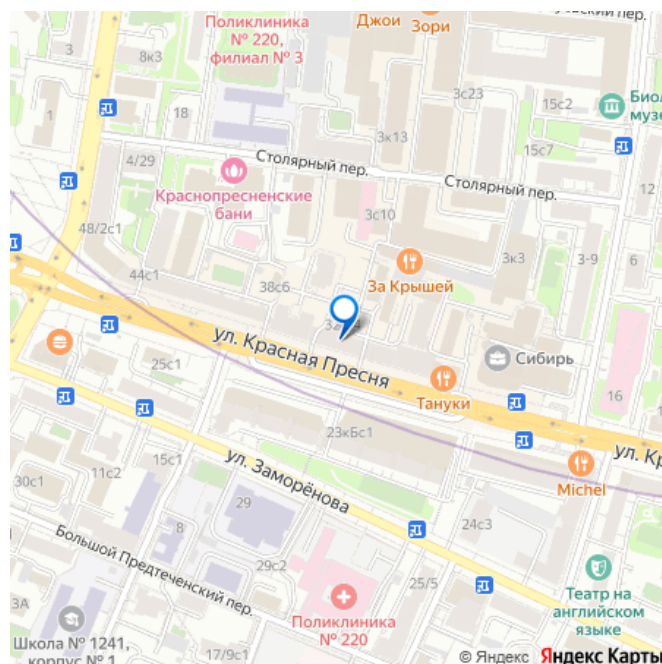 Поликлиника
№ 220,
филиал № 3
Джои
Зори
3
8к3
1
18
3с23
15с2
Столярный пер.
3к13
15с7
4/29
Краснопресненские
бани
Столярный пер.
12
3с10
48/2с1
44с1
38с6
За Крышей
3к3
3-9
6
ул. Красная Пресня
25с1
Сибирь
Тануки
16
23кБс1
ул. Заморёнова
15с1
11с2
30с1
Michel
29
8
24с3
Большой Предтеченский пер.
29с2
25/5
3А
Поликлиника
№ 220
Театр на
английском
языке
Школа № 1241,
корпус № 1
17/9с1
© Яндекс Яндекс Карты